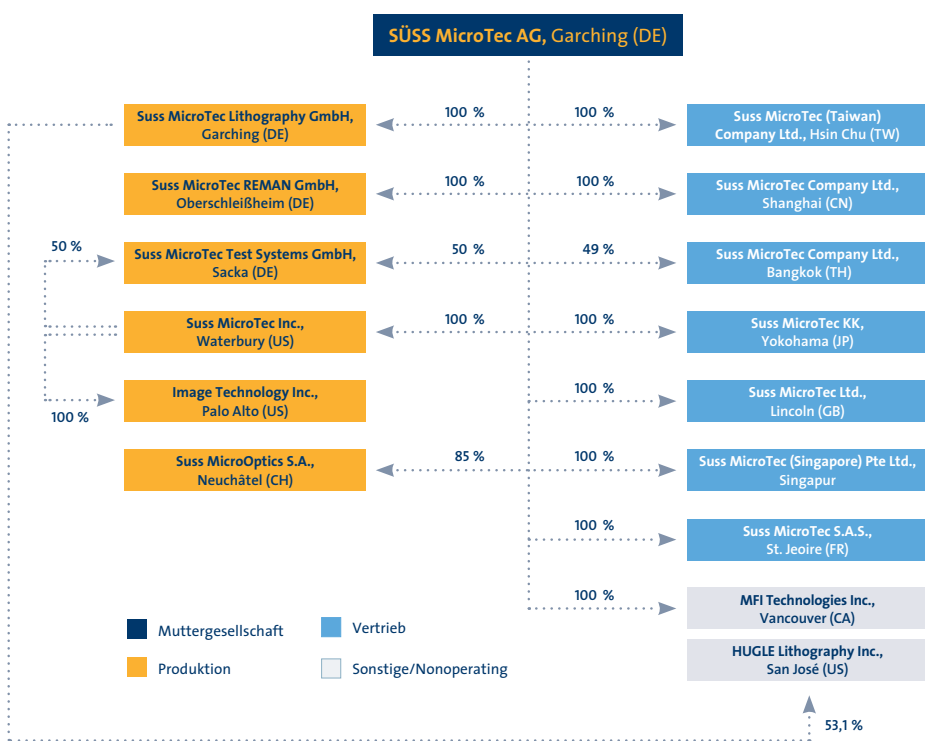 SÜSS MicroTec AG, Garching (DE)
100 %
100 %
Suss MicroTec Lithography GmbH,
Garching (DE)
Suss MicroTec (Taiwan)
Company Ltd., Hsin Chu (TW)
100 %
100 %
Suss MicroTec REMAN GmbH,
Oberschleißheim (DE)
Suss MicroTec Company Ltd.,
Shanghai (CN)
50 %
50 %
49 %
Suss MicroTec Test Systems GmbH,
Sacka (DE)
Suss MicroTec Company Ltd.,
Bangkok (TH)
100 %
100 %
Suss MicroTec Inc.,
Waterbury (US)
Suss MicroTec KK,
Yokohama (JP)
100 %
100 %
Image Technology Inc.,
Palo Alto (US)
Suss MicroTec Ltd.,
Lincoln (GB)
85 %
100 %
Suss MicroOptics S.A.,
Neuchâtel (CH)
Suss MicroTec (Singapore) Pte Ltd.,
Singapur
100 %
Suss MicroTec S.A.S.,
St. Jeoire (FR)
100 %
MFI Technologies Inc.,
Vancouver (CA)
HUGLE Lithography Inc.,
San José (US)
53,1 %
Muttergesellschaft
Vertrieb
Produktion
Sonstige/Nonoperating